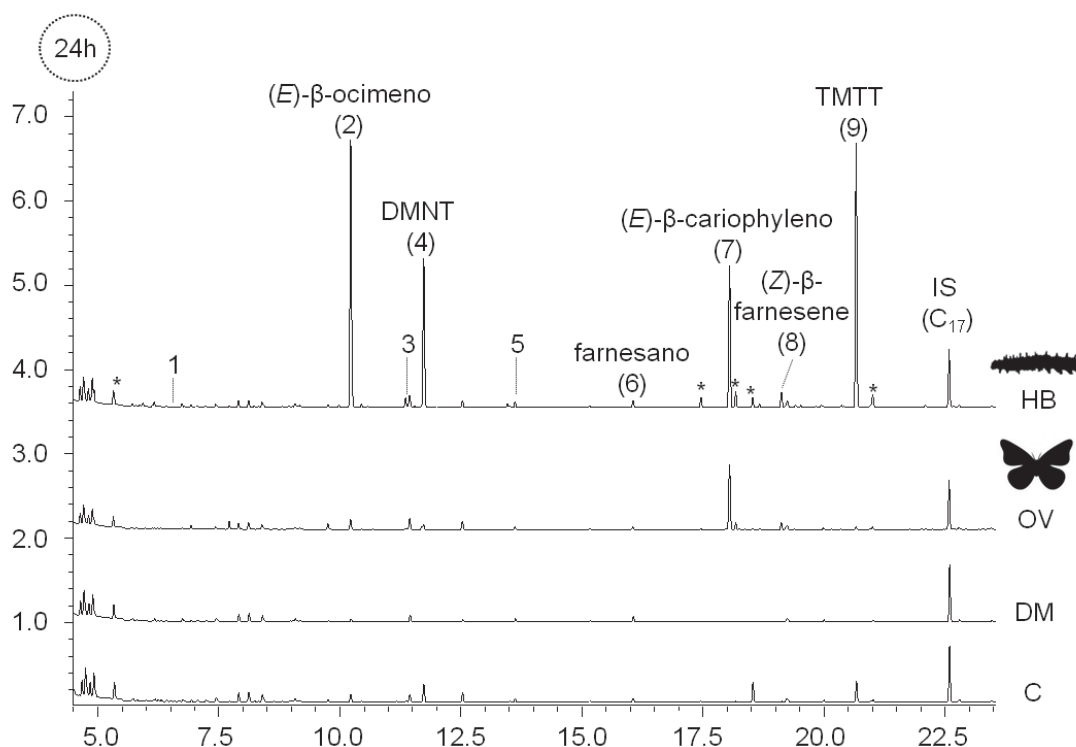 24h
(E)-β-ocimeno
(2)
TMTT
(9)
DMNT
(4)
(E)-β-cariophyleno
(7)
(Z)-β-
farnesene
(8)
IS
(C₁₇)
1
3
5
farnesano
(6)
*
*
*
*
*
HB
OV
DM
C
7.0
6.0
5.0
4.0
3.0
2.0
1.0
5.0
7.5
10.0
12.5
15.0
17.5
20.0
22.5